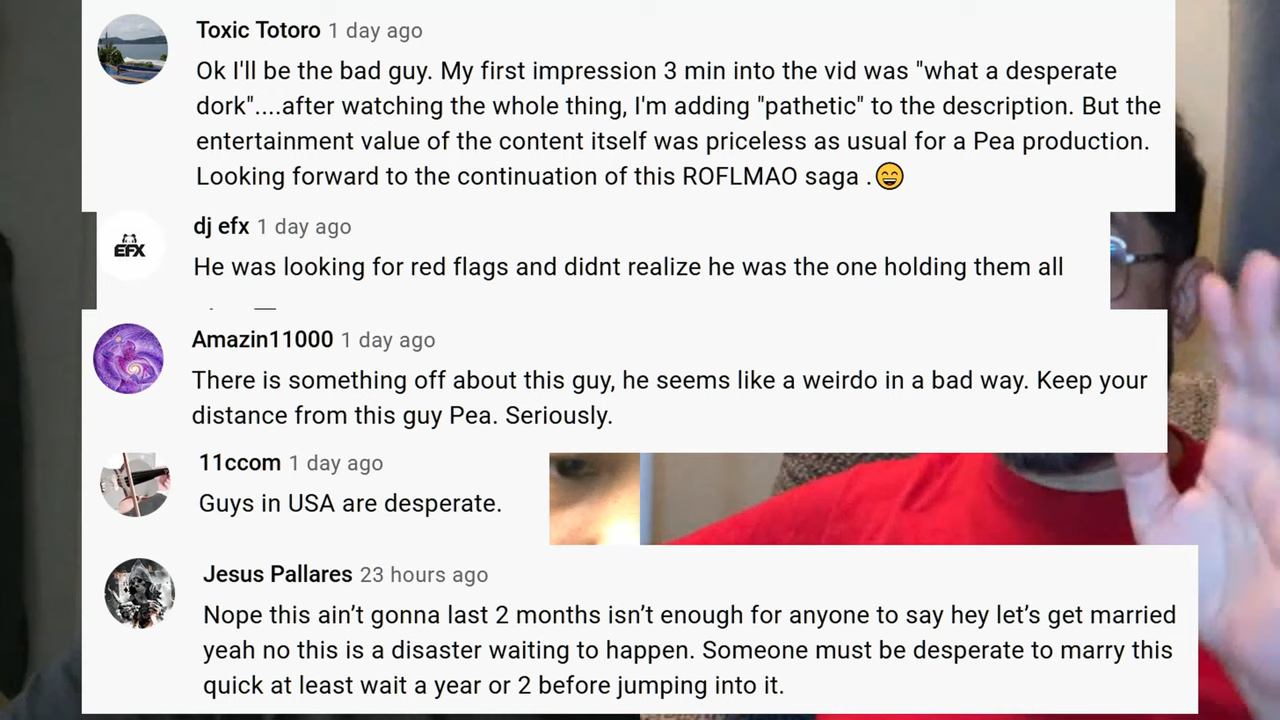 Toxic Totoro 1 day ago
Ok I'll be the bad guy. My first impression 3 min into the vid was "what a desperate
dork"....after watching the whole thing, I'm adding "pathetic" to the description. But the
entertainment value of the content itself was priceless as usual for a Pea production.
Looking forward to the continuation of this ROFLMAO saga .😄
EFX
dj efx 1 day ago
He was looking for red flags and didnt realize he was the one holding them all
Amazin11000 1 day ago
There is something off about this guy, he seems like a weirdo in a bad way. Keep your
distance from this guy Pea. Seriously.
11ccom 1 day ago
Guys in USA are desperate.
Jesus Pallares 23 hours ago
Nope this ain’t gonna last 2 months isn’t enough for anyone to say hey let’s get married
yeah no this is a disaster waiting to happen. Someone must be desperate to marry this
quick at least wait a year or 2 before jumping into it.